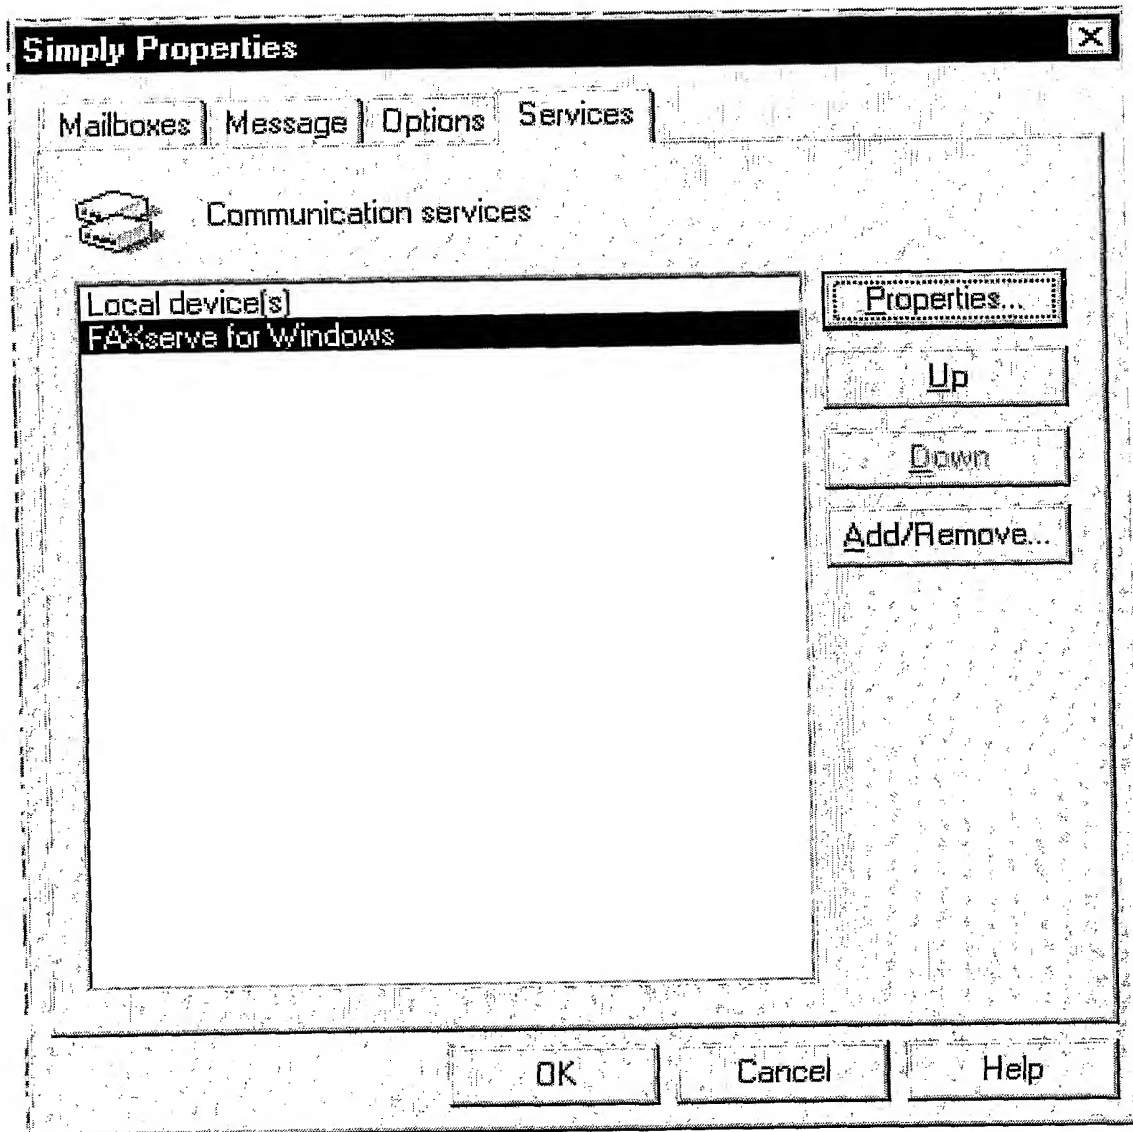 Simply Properties
Mailboxes Message Options Services
Communication services
Local device[s]
FAXserve for Windows
Properties...
Up
Down
Add/Remove...
OK Cancel Help